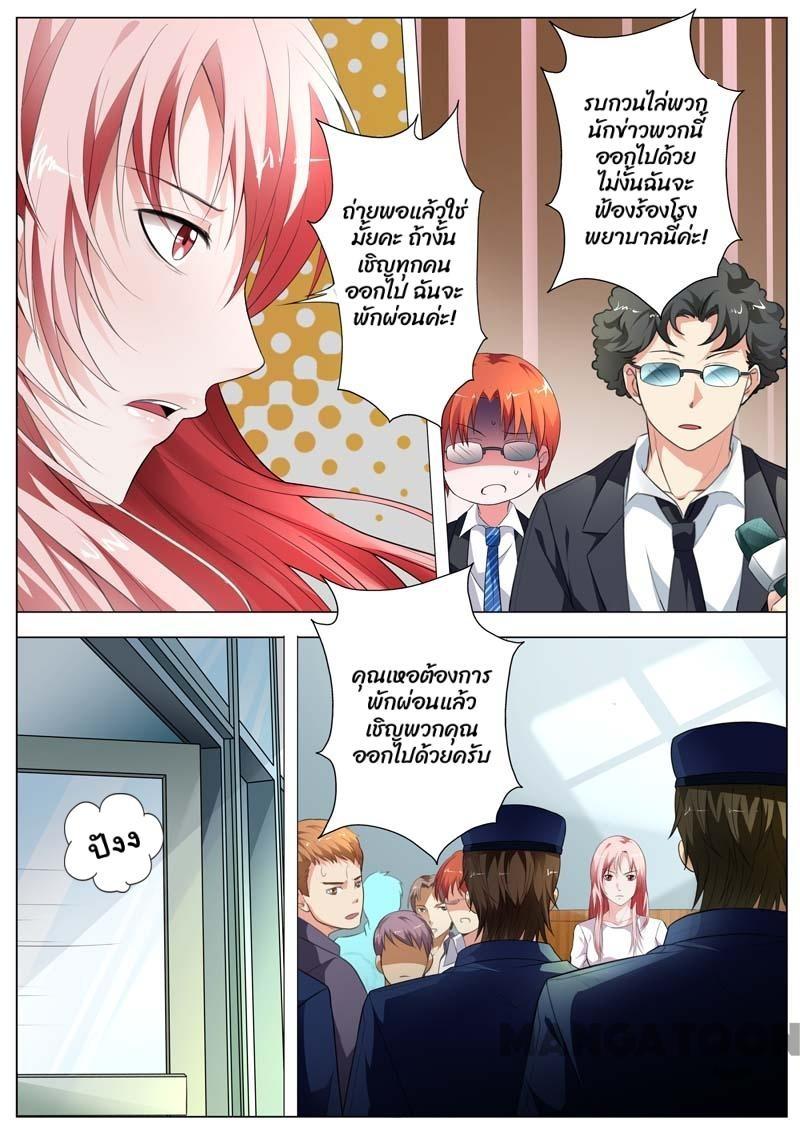 ถ่ายพอแล้วใช่
มั้ยคะ ถ้างั้น
เชิญทุกคน
ออกไป ฉันจะ
พักผ่อนค่ะ!
รบกวนไล่พวก
นักข่าวพวกนี้
ออกไปด้วย
ไม่งั้นฉันจะ
ฟ้องร้องโรง
พยาบาลนี้ค่ะ!
ปังงง
คุณเหอต้องการ
พักผ่อนแล้ว
เชิญพวกคุณ
ออกไปด้วยครับ
MANGATOON